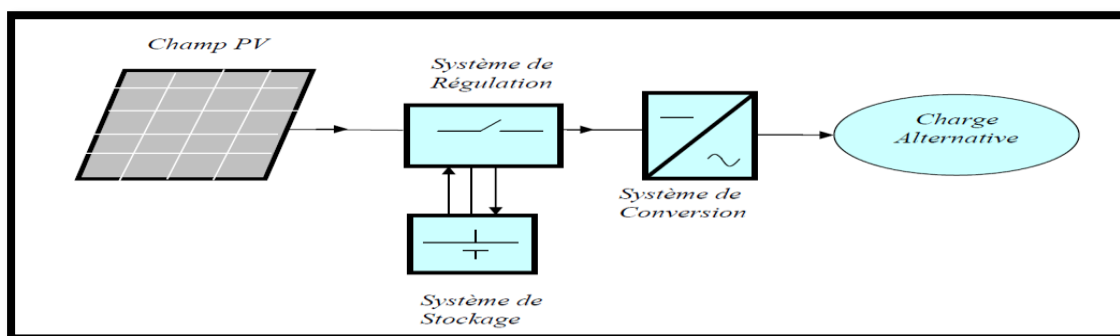 Champ PV
Système de
Régulation
Charge
Alternative
Système de
Conversion
Système de
Stockage